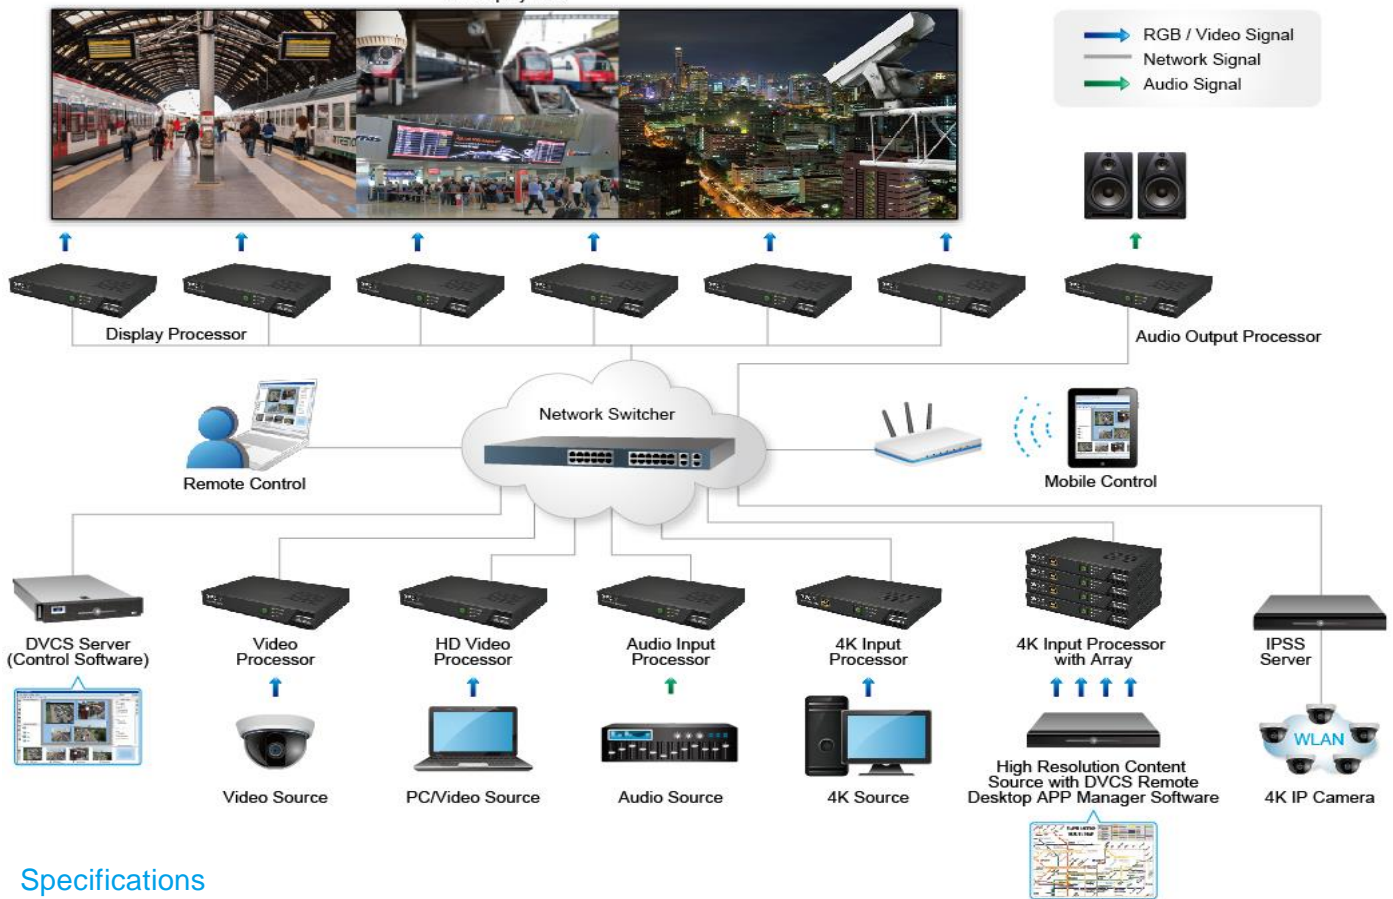 RGB / Video Signal
Network Signal
Audio Signal
Display Processor
Audio Output Processor
Network Switcher
Remote Control
Mobile Control
DVCS Server
(Control Software)
Video
Processor
HD Video
Processor
Audio Input
Processor
4K Input
Processor
4K Input Processor
with Array
IPSS
Server
WLAN
Video Source
PC/Video Source
Audio Source
4K Source
High Resolution Content
Source with DVCS Remote
Desktop APP Manager Software
4K IP Camera
Specifications